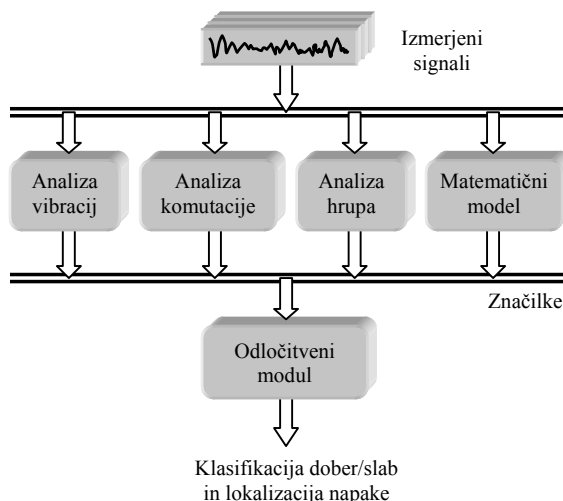 Izmerjeni
signali
Analiza
vibracij
Analiza
komutacije
Analiza
hrupa
Matematični
model
Značilke
Odločitveni
modul
Klasifikacija dober/slab
in lokalizacija napake